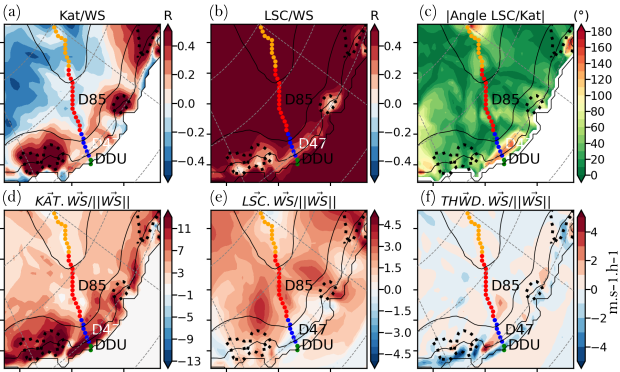 (a) Kat/WS R
(b) LSC/WS R
(c) |Angle LSC/Kat| (°)
0.4
0.2
0.0
−0.2
−0.4
D85
DDU
0.4
0.2
0.0
−0.2
−0.4
D85
D47
DDU
180
160
140
120
100
80
60
40
20
0
D85
DDU
(d) KAT. WS/||WS||
(e) LSC. WS/||WS||
(f) THWD. WS/||WS||
11
7
3
−1
−5
−9
−13
D85
D47
DDU
4.5
3.0
1.5
0.0
−1.5
−3.0
−4.5
D85
D47
DDU
4
2
0
−2
−4
D85
D47
DDU
m.s−1.h−1